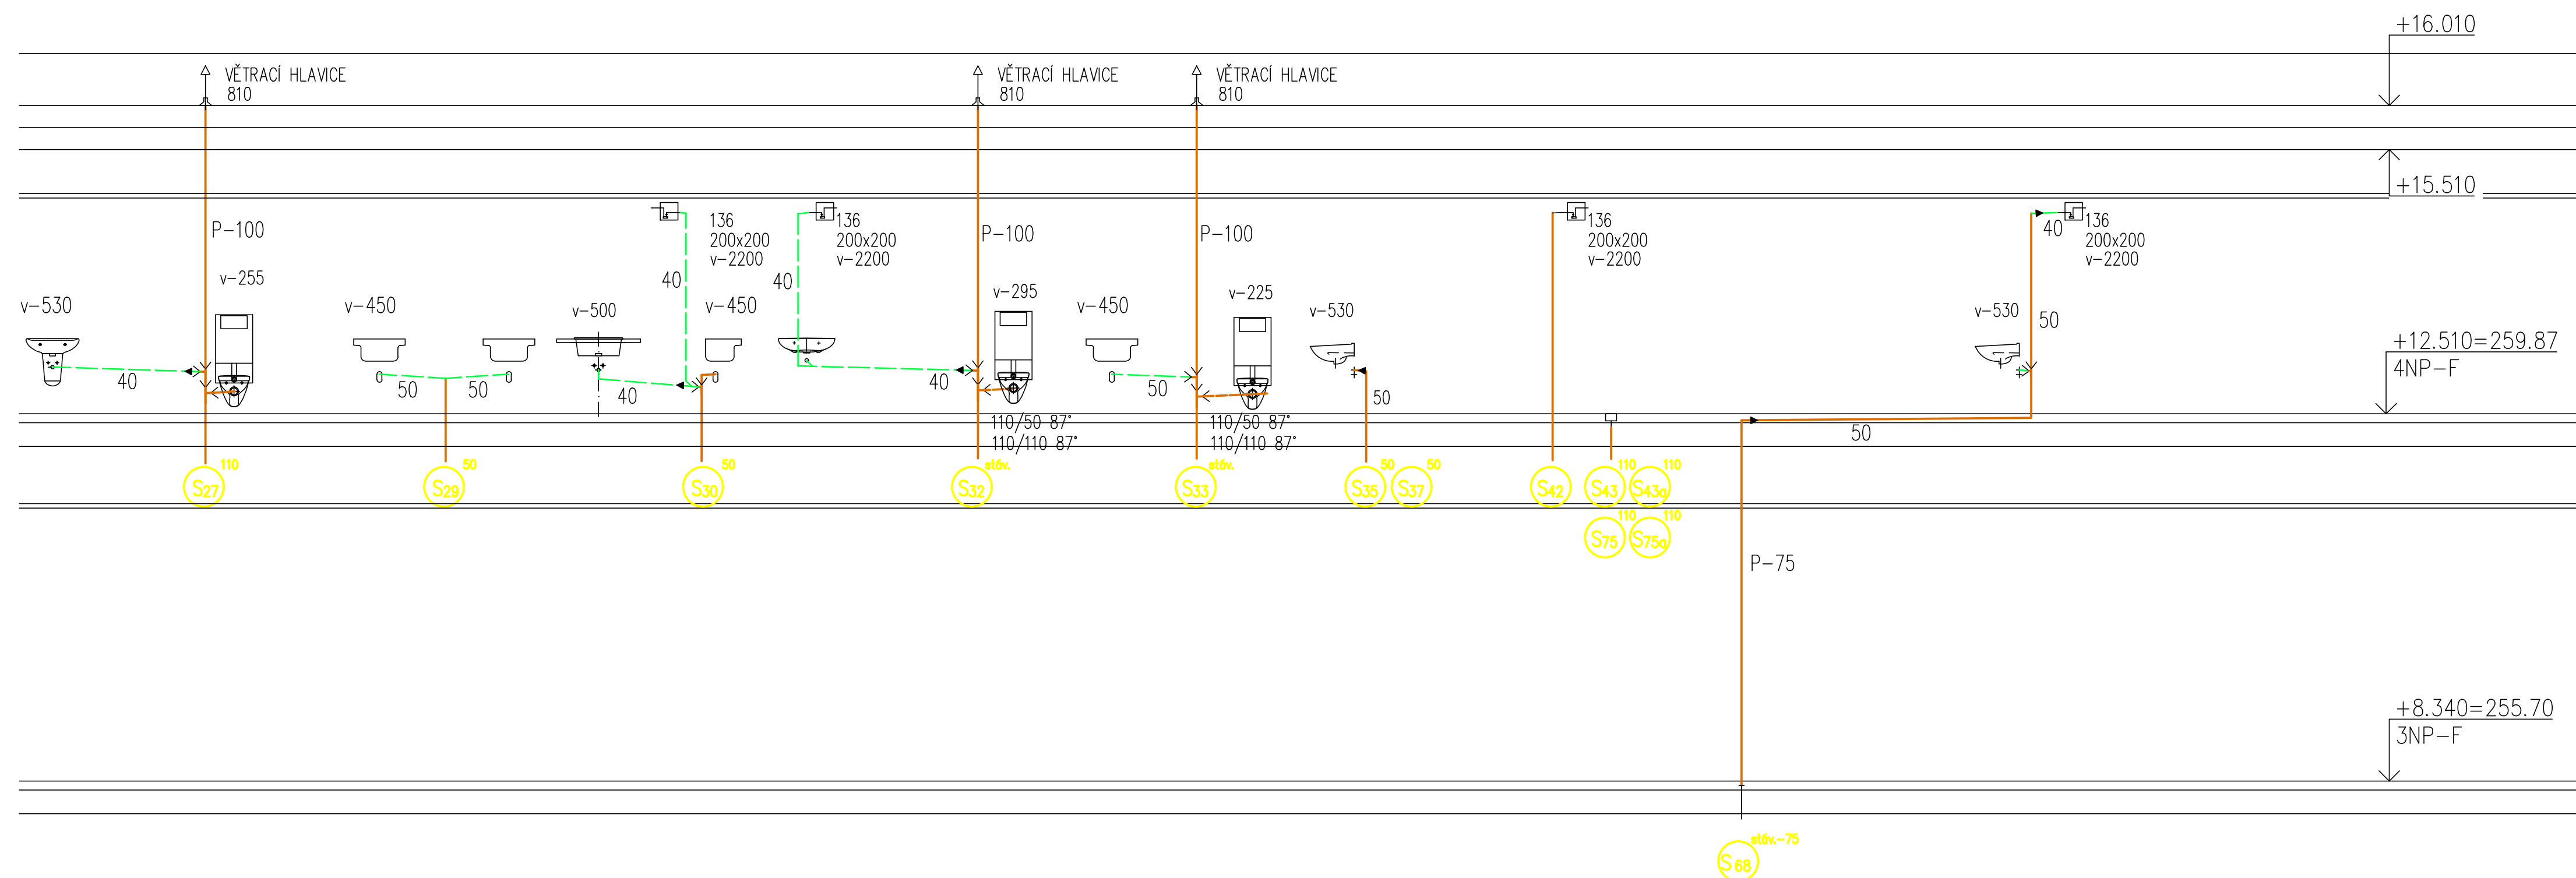 +16.010
VĚTRACÍ HLAVICE
810
VĚTRACÍ HLAVICE
810
VĚTRACÍ HLAVICE
810
+15.510
P-100
P-100
P-100
136
200x200
v-2200
136
200x200
v-2200
136
200x200
v-2200
136
200x200
v-2200
40
40
40
50
v-255
v-295
v-225
v-530
v-450
v-500
v-450
v-450
v-530
v-530
+12.510=259.87
4NP-F
40
50
50
40
40
50
50
50
110/50 87°
110/110 87°
110/50 87°
110/110 87°
S27
110
S29
50
S30
50
S32
stáv.
S33
stáv.
S35
50
S37
50
S42
S43
110
S43a
110
S75
110
S75a
110
P-75
+8.340=255.70
3NP-F
S68
stáv.-75